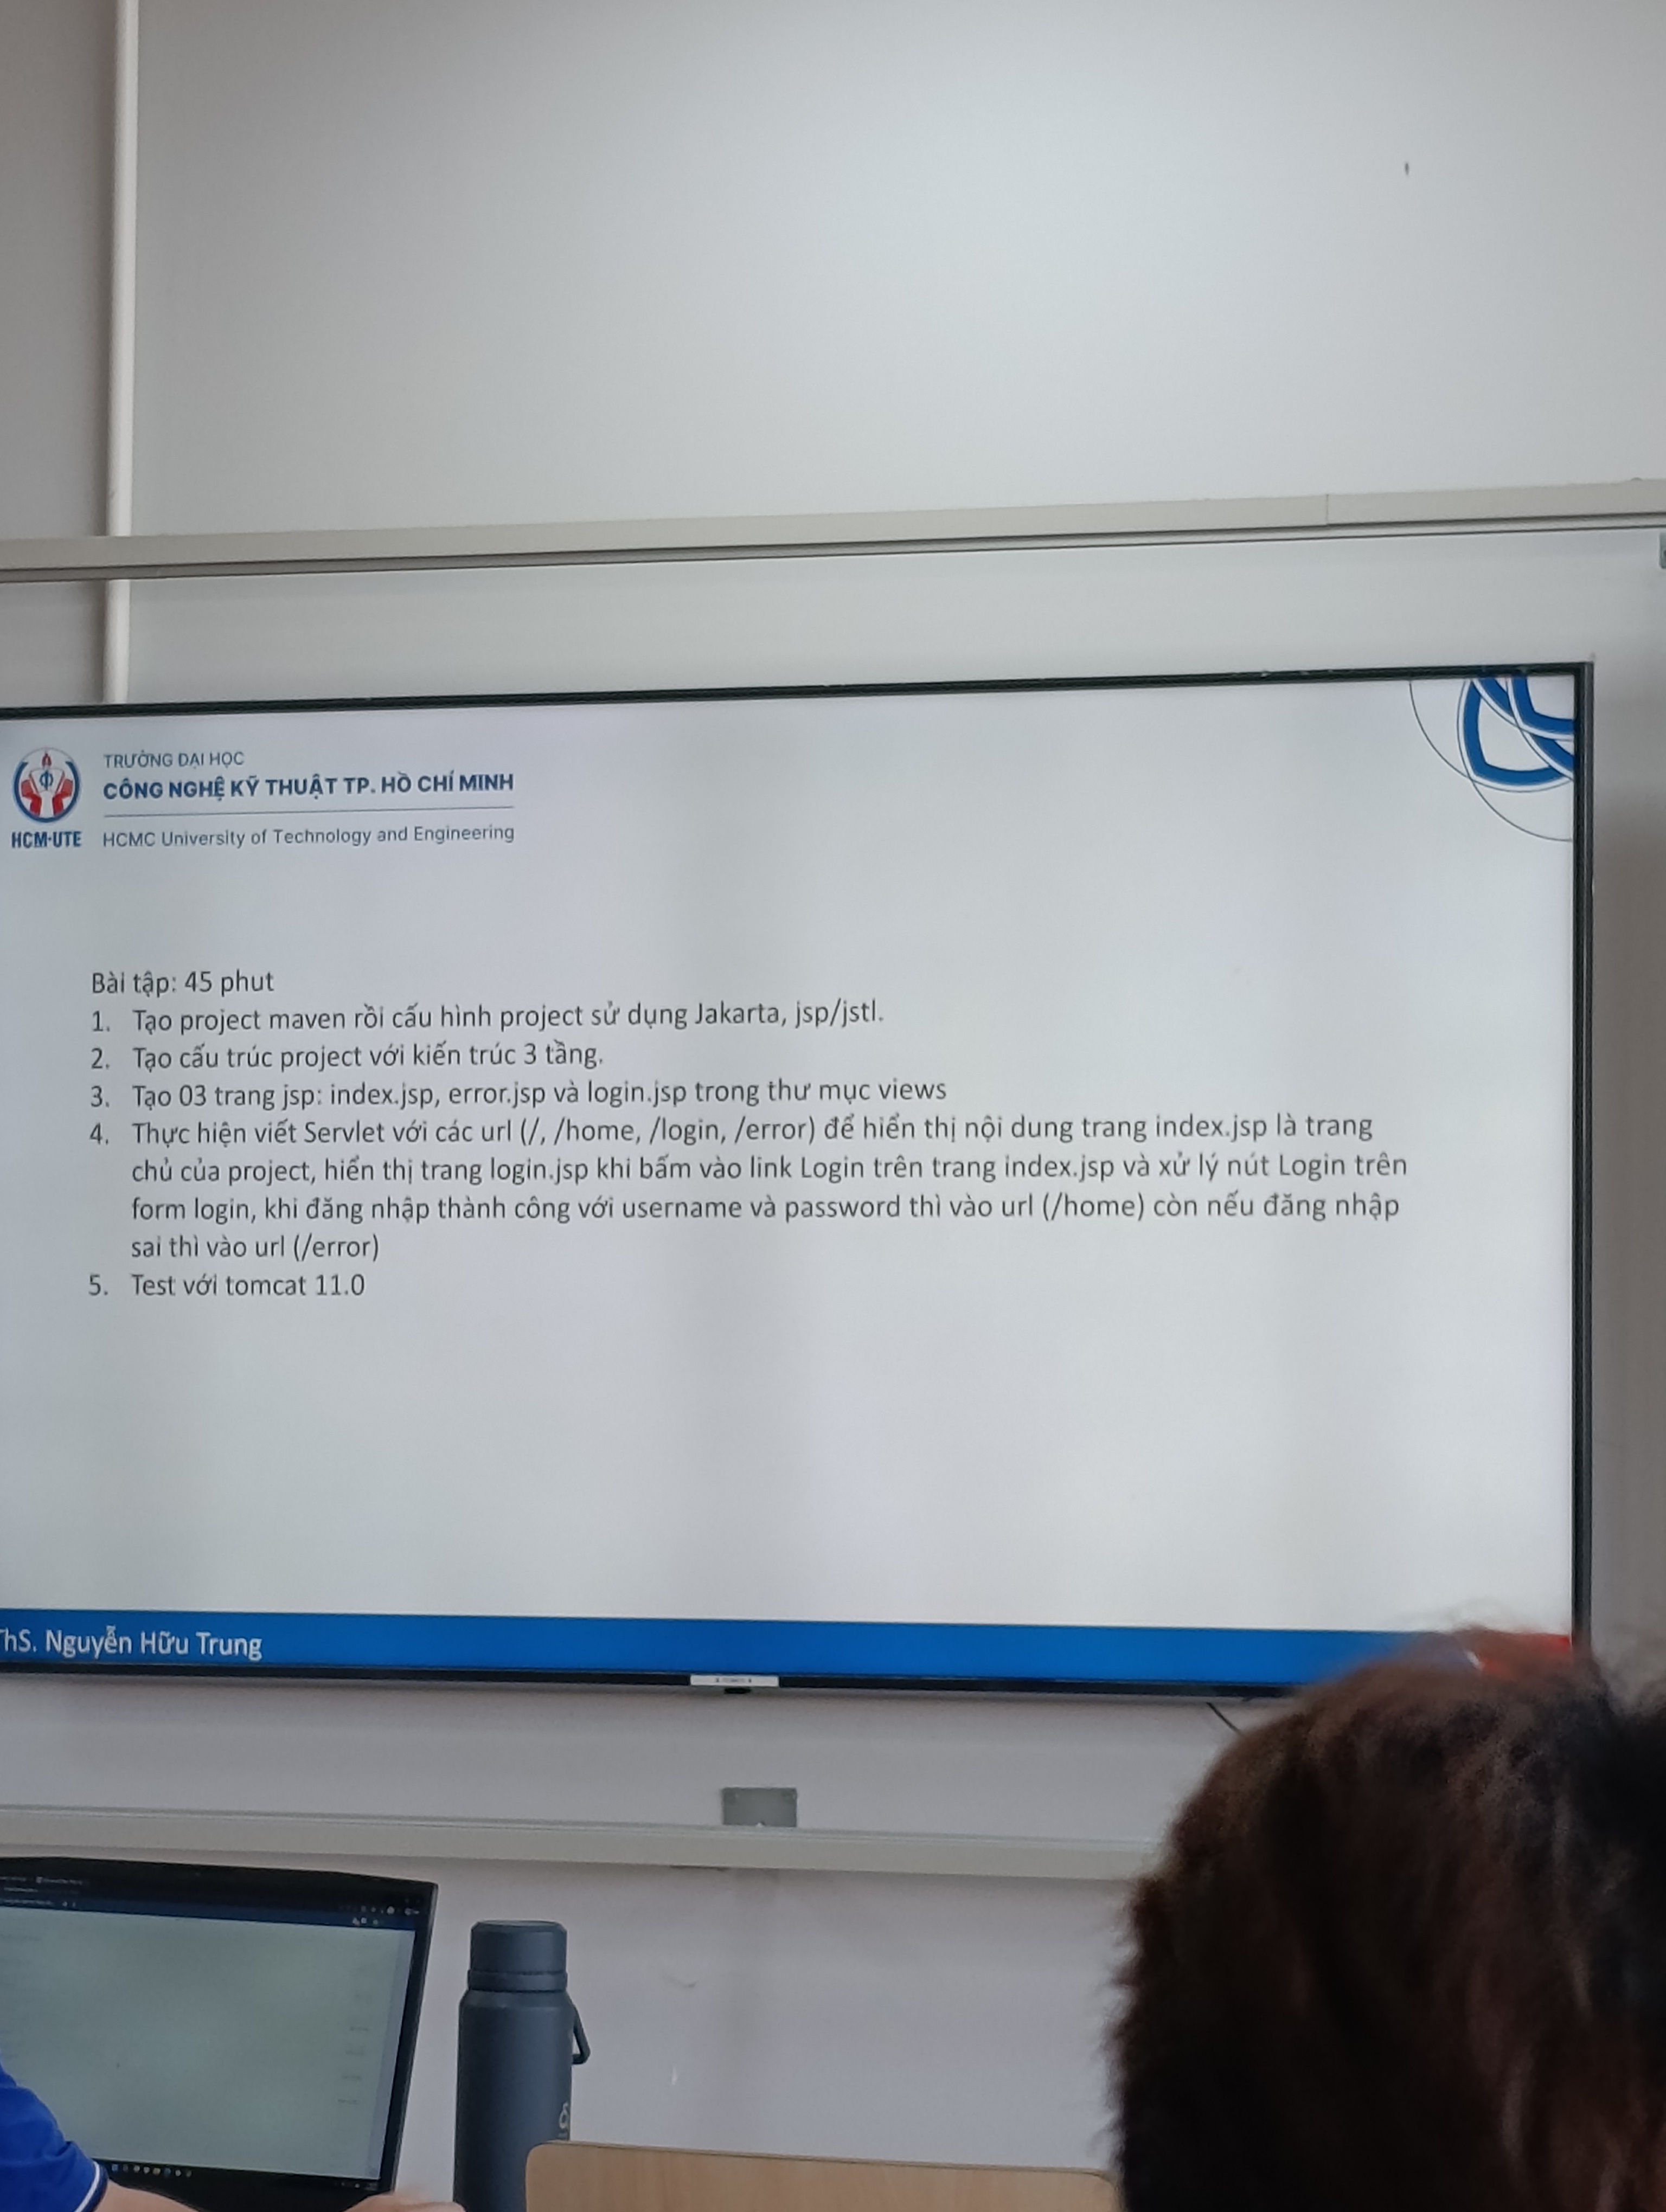 TRƯỜNG ĐẠI HỌC
CÔNG NGHỆ KỸ THUẬT TP. HỒ CHÍ MINH
HCM-UTE
HCMC University of Technology and Engineering
Bài tập: 45 phut
1. Tạo project maven rồi cấu hình project sử dụng Jakarta, jsp/jstl.
2. Tạo cấu trúc project với kiến trúc 3 tầng.
3. Tạo 03 trang jsp: index.jsp, error.jsp và login.jsp trong thư mục views
4. Thực hiện viết Servlet với các url (/, /home, /login, /error) để hiển thị nội dung trang index.jsp là trang
chủ của project, hiển thị trang login.jsp khi bấm vào link Login trên trang index.jsp và xử lý nút Login trên
form login, khi đăng nhập thành công với username và password thì vào url (/home) còn nếu đăng nhập
sai thì vào url (/error)
5. Test với tomcat 11.0
ThS. Nguyễn Hữu Trung